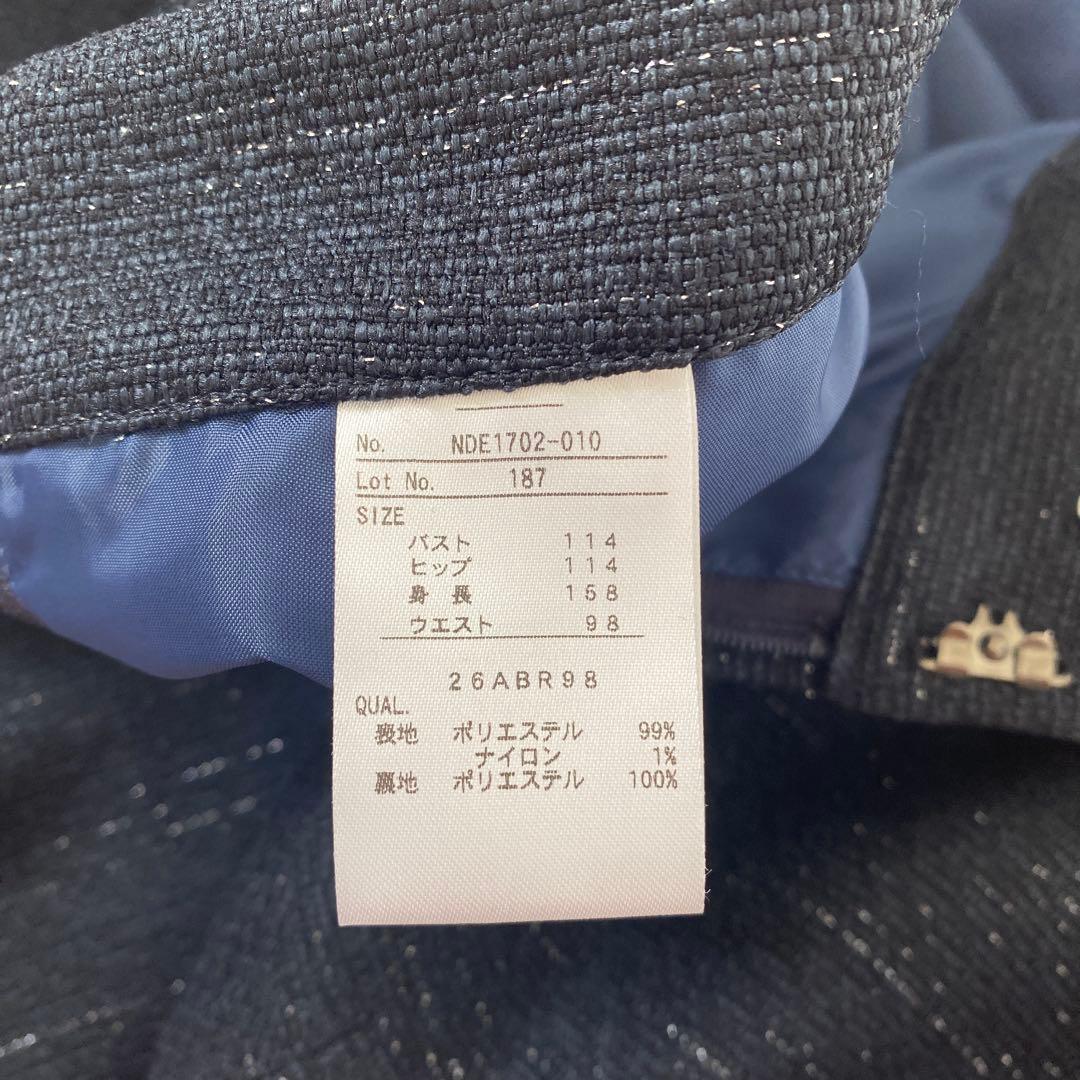 No. NDE1702-010
Lot No. 187
SIZE
バスト 114
ヒップ 114
身長 158
ウエスト 98
26ABR98
QUAL.
表地 ポリエステル 99%
ナイロン 1%
裏地 ポリエステル 100%